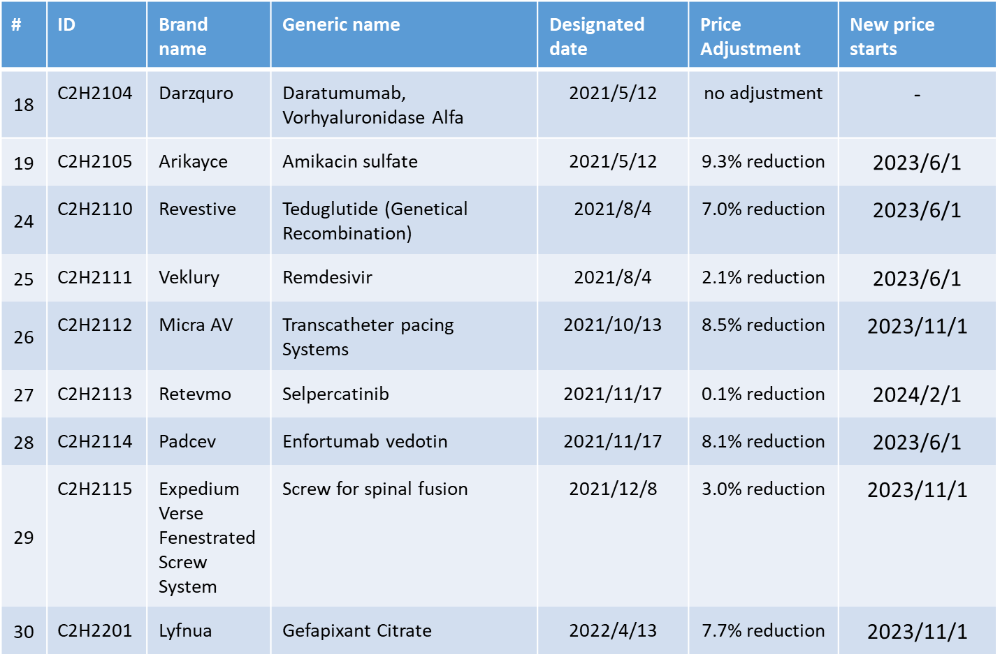 # ID Brand name Generic name Designated date Price Adjustment New price starts
18 C2H2104 Darzquro Daratumumab, Vorhyaluronidase Alfa 2021/5/12 no adjustment -
19 C2H2105 Arikayce Amikacin sulfate 2021/5/12 9.3% reduction 2023/6/1
24 C2H2110 Revestive Teduglutide (Genetical Recombination) 2021/8/4 7.0% reduction 2023/6/1
25 C2H2111 Veklury Remdesivir 2021/8/4 2.1% reduction 2023/6/1
26 C2H2112 Micra AV Transcatheter pacing Systems 2021/10/13 8.5% reduction 2023/11/1
27 C2H2113 Retevmo Selpercatinib 2021/11/17 0.1% reduction 2024/2/1
28 C2H2114 Padcev Enfortumab vedotin 2021/11/17 8.1% reduction 2023/6/1
29 C2H2115 Expedium Verse Fenestrated Screw System Screw for spinal fusion 2021/12/8 3.0% reduction 2023/11/1
30 C2H2201 Lyfnua Gefapixant Citrate 2022/4/13 7.7% reduction 2023/11/1